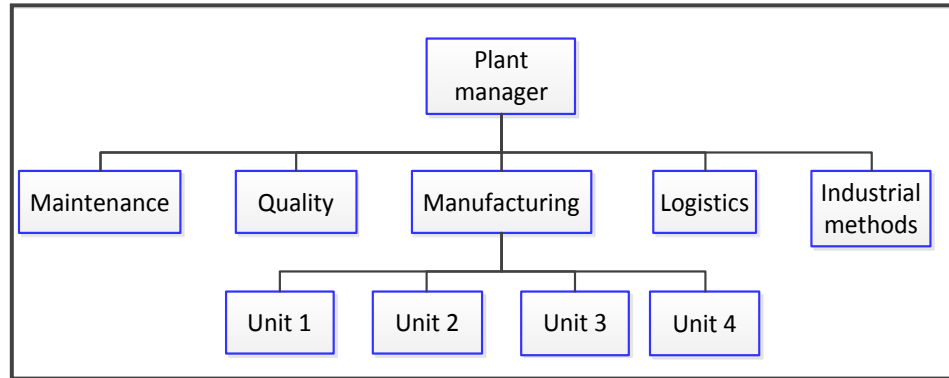 Plant
manager
Maintenance
Quality
Manufacturing
Logistics
Industrial
methods
Unit 1
Unit 2
Unit 3
Unit 4